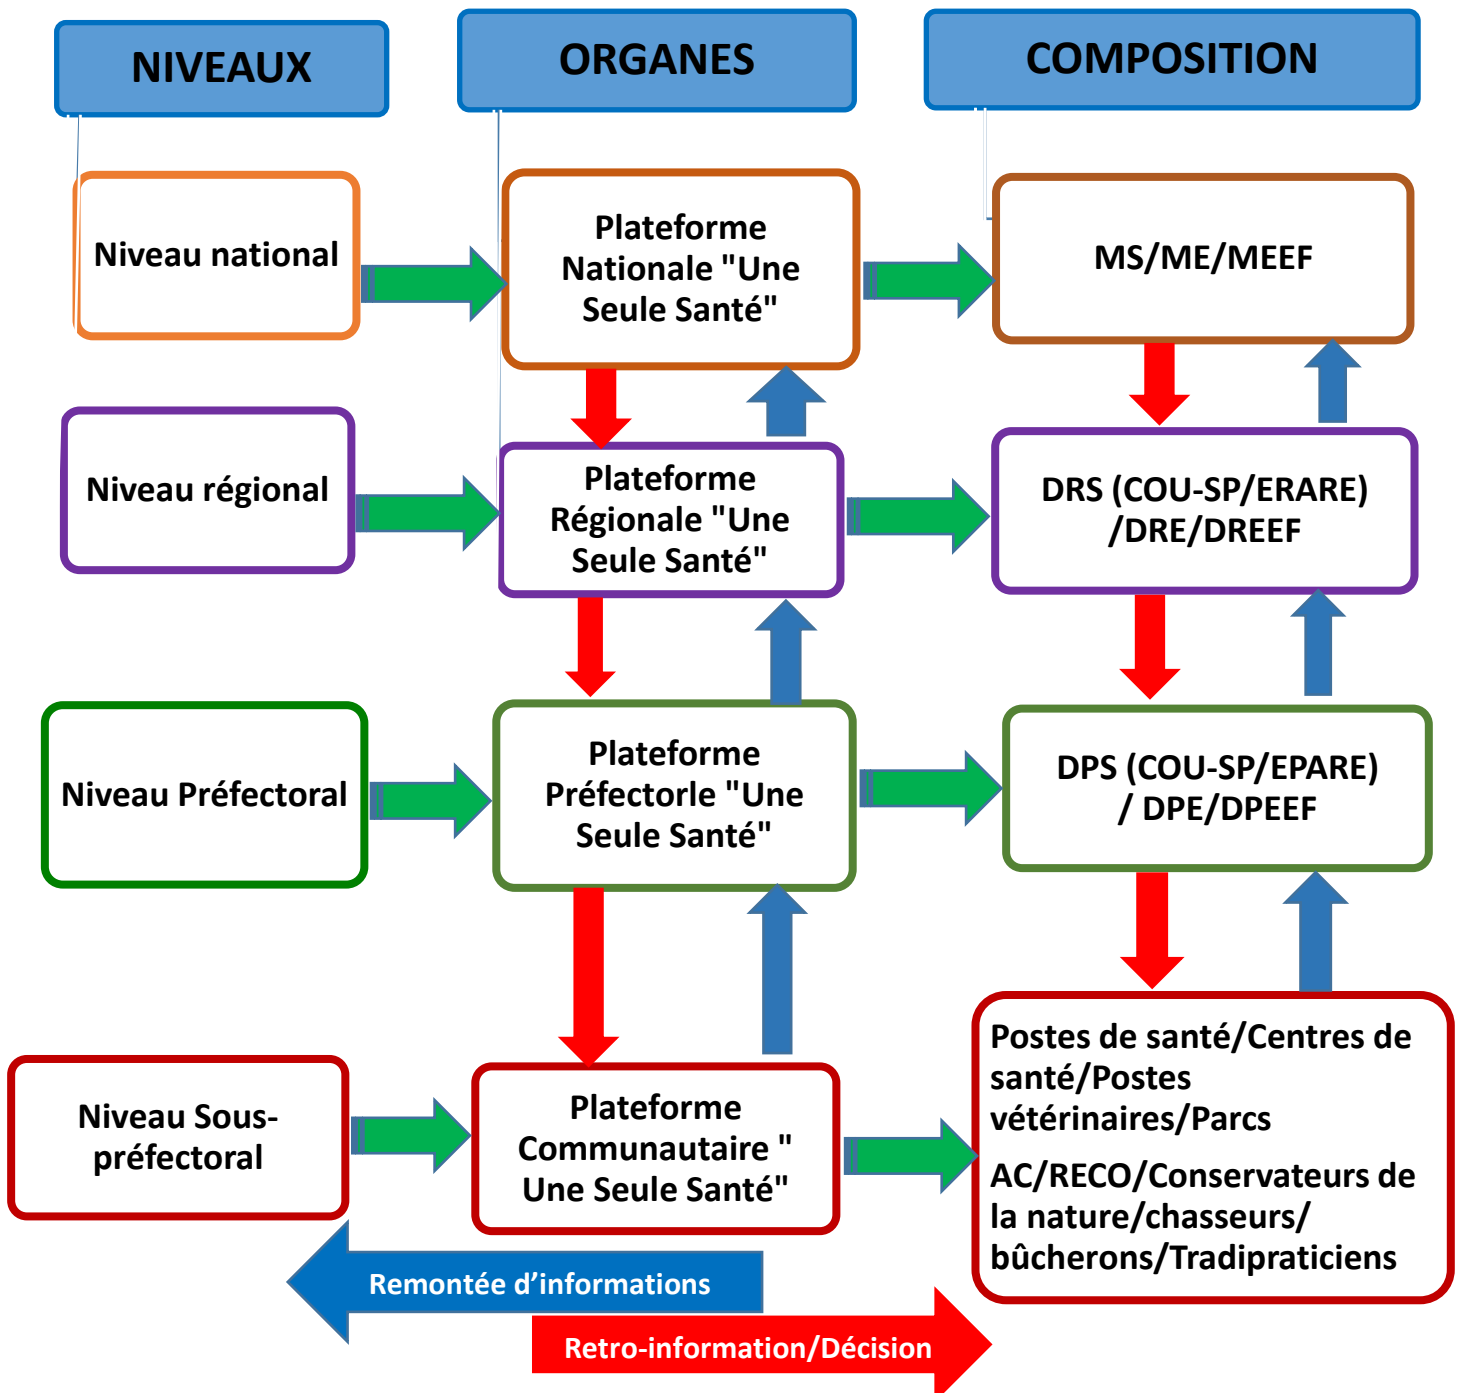 NIVEAUX
ORGANES
COMPOSITION
Niveau national
Plateforme
Nationale "Une
Seule Santé"
MS/ME/MEEF
Niveau régional
Plateforme
Régionale "Une
Seule Santé"
DRS (COU-SP/ERARE)
/DRE/DREEF
Niveau Préfectoral
Plateforme
Préfectorle "Une
Seule Santé"
DPS (COU-SP/EPARE)
/ DPE/DPEEF
Niveau Sous-
préfectoral
Plateforme
Communautaire "
Une Seule Santé"
Postes de santé/Centres de
santé/Postes
vétérinaires/Parcs
AC/RECO/Conservateurs de
la nature/chasseurs/
bûcherons/Tradipraticiens
Remontée d’informations
Retro-information/Décision